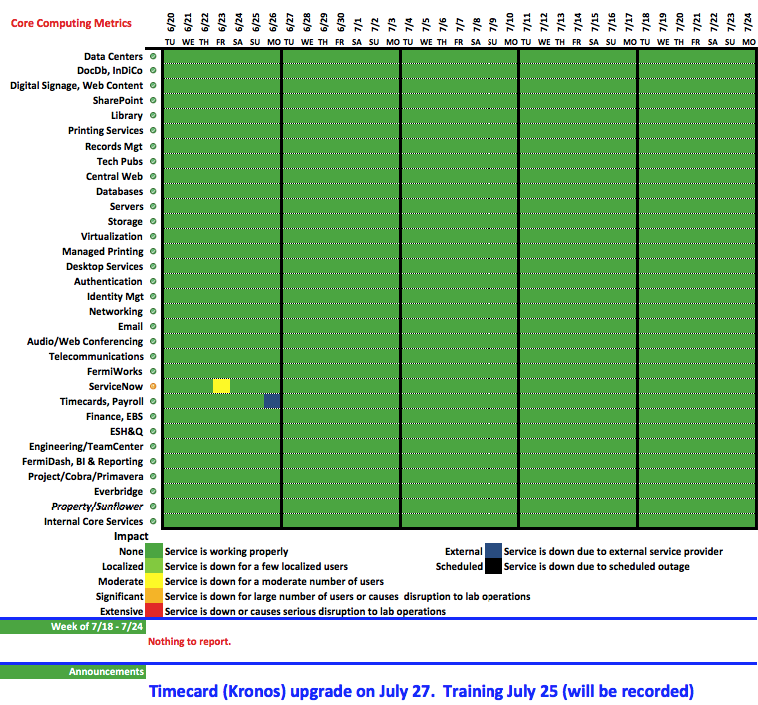 Core Computing Metrics
6/20 6/21 6/22 6/23 6/24 6/25 6/26 6/27 6/28 6/29 6/30 7/1 7/2 7/3 7/4 7/5 7/6 7/7 7/8 7/9 7/10 7/11 7/12 7/13 7/14 7/15 7/16 7/17 7/18 7/19 7/20 7/21 7/22 7/23 7/24
TU WE TH FR SA SU MO TU WE TH FR SA SU MO TU WE TH FR SA SU MO TU WE TH FR SA SU MO TU WE TH FR SA SU MO
Data Centers
DocDb, InDiCo
Digital Signage, Web Content
SharePoint
Library
Printing Services
Records Mgt
Tech Pubs
Central Web
Databases
Servers
Storage
Virtualization
Managed Printing
Desktop Services
Authentication
Identity Mgt
Networking
Email
Audio/Web Conferencing
Telecommunications
FermiWorks
ServiceNow
Timecards, Payroll
Finance, EBS
ESH&Q
Engineering/TeamCenter
FermiDash, BI & Reporting
Project/Cobra/Primavera
Everbridge
Property/Sunflower
Internal Core Services
Impact
None Service is working properly External Service is down due to external service provider
Localized Service is down for a few localized users Scheduled Service is down due to scheduled outage
Moderate Service is down for a moderate number of users
Significant Service is down for large number of users or causes disruption to lab operations
Extensive Service is down or causes serious disruption to lab operations
Week of 7/18 - 7/24
Nothing to report.
Announcements
Timecard (Kronos) upgrade on July 27. Training July 25 (will be recorded)